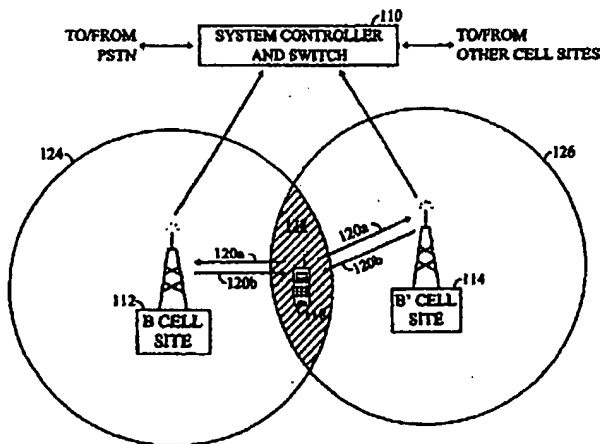 110
TO/FROM
PSTN
SYSTEM CONTROLLER
AND SWITCH
TO/FROM
OTHER CELL SITES
124
126
120a
120b
120a
120b
112
B CELL
SITE
114
B' CELL
SITE